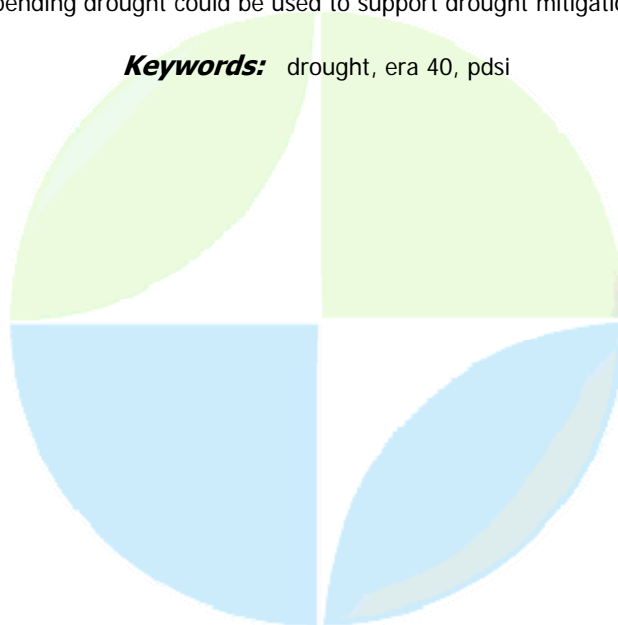 pending drought could be used to support drought mitigatio
Keywords: drought, era 40, pdsi